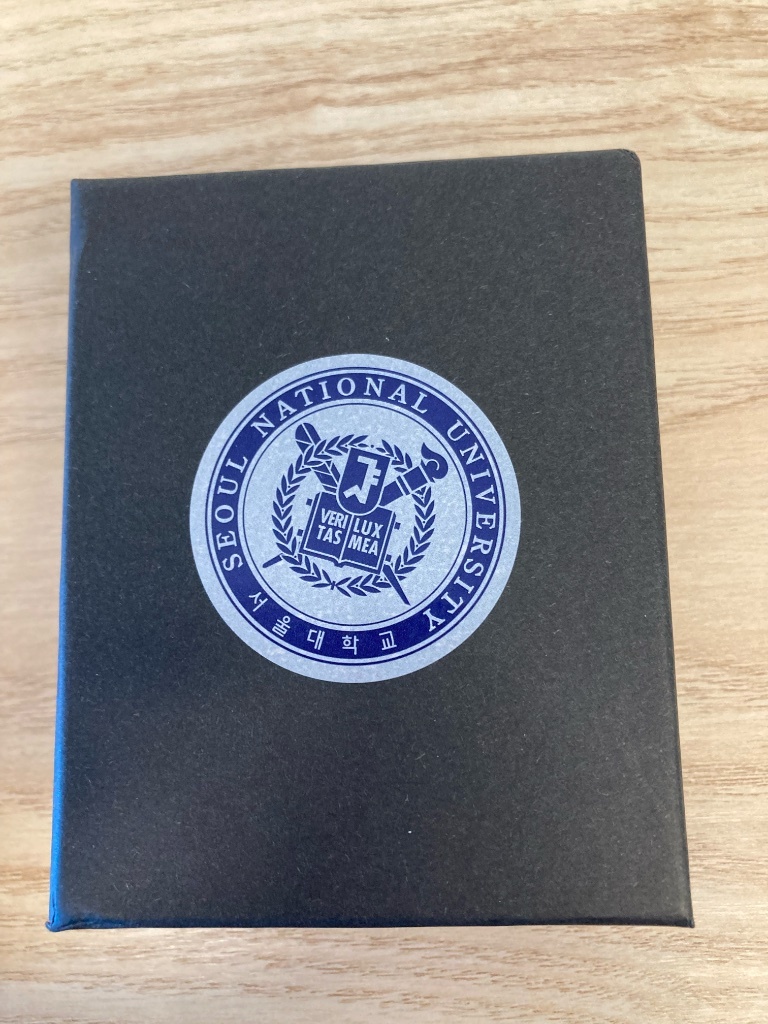 SEOUL NATIONAL UNIVERSITY
VERI LUX
TAS MEA
서울대학교